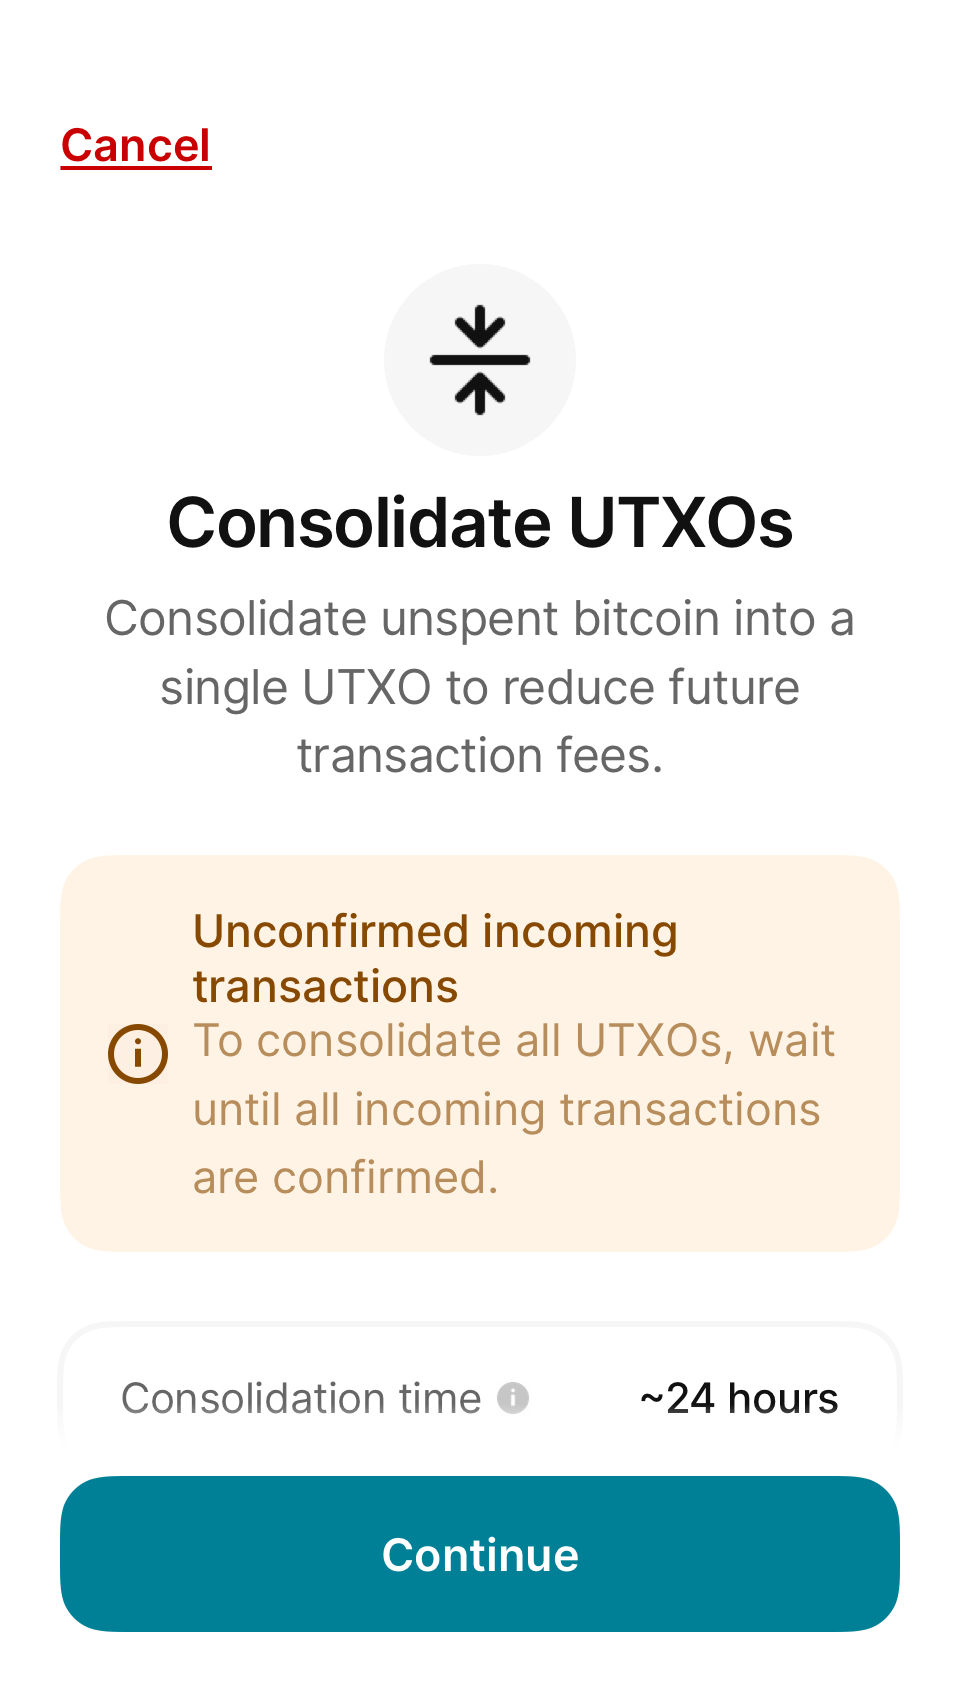 Cancel
Consolidate UTXOs
Consolidate unspent bitcoin into a
single UTXO to reduce future
transaction fees.
Unconfirmed incoming
transactions
To consolidate all UTXOs, wait
until all incoming transactions
are confirmed.
Consolidation time ~24 hours
Continue